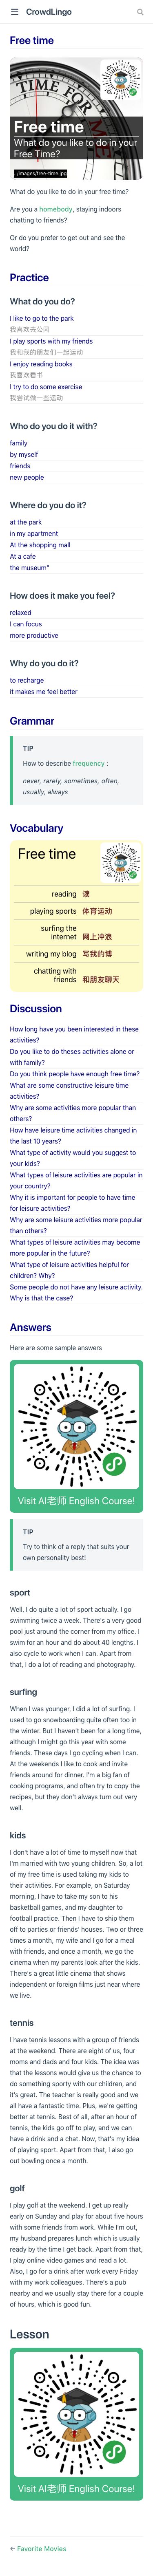 CrowdLingo
Free time
Free time
What do you like to do in your
Free Time?
./images/free-time.jpg
What do you like to do in your free time?
Are you a homebody, staying indoors
chatting to friends?
Or do you prefer to get out and see the
world?
Practice
What do you do?
I like to go to the park
我喜欢去公园
I play sports with my friends
我和我的朋友们一起运动
I enjoy reading books
我喜欢看书
I try to do some exercise
我尝试做一些运动
Who do you do it with?
family
by myself
friends
new people
Where do you do it?
at the park
in my apartment
At the shopping mall
At a cafe
the museum"
How does it make you feel?
relaxed
I can focus
more productive
Why do you do it?
to recharge
it makes me feel better
Grammar
TIP
How to describe frequency :
never, rarely, sometimes, often,
usually, always
Vocabulary
Free time
reading 读
playing sports 体育运动
surfing the
internet 网上冲浪
writing my blog 写我的博
chatting with
friends 和朋友聊天
Discussion
How long have you been interested in these
activities?
Do you like to do theses activities alone or
with family?
Do you think people have enough free time?
What are some constructive leisure time
activities?
Why are some activities more popular than
others?
How have leisure time activities changed in
the last 10 years?
What type of activity would you suggest to
your kids?
What types of leisure activities are popular in
your country?
Why it is important for people to have time
for leisure activities?
Why are some leisure activities more popular
than others?
What types of leisure activities may become
more popular in the future?
What type of leisure activities helpful for
children? Why?
Some people do not have any leisure activity.
Why is that the case?
Answers
Here are some sample answers
Visit AI老师 English Course!
TIP
Try to think of a reply that suits your
own personality best!
sport
Well, I do quite a lot of sport actually. I go
swimming twice a week. There's a very good
pool just around the corner from my office. I
swim for an hour and do about 40 lengths. I
also cycle to work when I can. Apart from
that, I do a lot of reading and photography.
surfing
When I was younger, I did a lot of surfing. I
used to go snowboarding quite often too in
the winter. But I haven't been for a long time,
although I might go this year with some
friends. These days I go cycling when I can.
At the weekends I like to cook and invite
friends around for dinner. I'm a big fan of
cooking programs, and often try to copy the
recipes, but they don't always turn out very
well.
kids
I don't have a lot of time to myself now that
I'm married with two young children. So, a lot
of my free time is used taking my kids to
their activities. For example, on Saturday
morning, I have to take my son to his
basketball games, and my daughter to
football practice. Then I have to ship them
off to parties or friends' houses. Two or three
times a month, my wife and I go for a meal
with friends, and once a month, we go the
cinema when my parents look after the kids.
There's a great little cinema that shows
independent or foreign films just near where
we live.
tennis
I have tennis lessons with a group of friends
at the weekend. There are eight of us, four
moms and dads and four kids. The idea was
that the lessons would give us the chance to
do something sporty with our children, and
it's great. The teacher is really good and we
all have a fantastic time. Plus, we're getting
better at tennis. Best of all, after an hour of
tennis, the kids go off to play, and we can
have a drink and a chat. Now, that's my idea
of playing sport. Apart from that, I also go
out bowling once a month.
golf
I play golf at the weekend. I get up really
early on Sunday and play for about five hours
with some friends from work. While I'm out,
my husband prepares lunch which is usually
ready by the time I get back. Apart from that,
I play online video games and read a lot.
Also, I go for a drink after work every Friday
with my work colleagues. There's a pub
nearby and we usually stay there for a couple
of hours, which is good fun.
Lesson
Visit AI老师 English Course!
← Favorite Movies